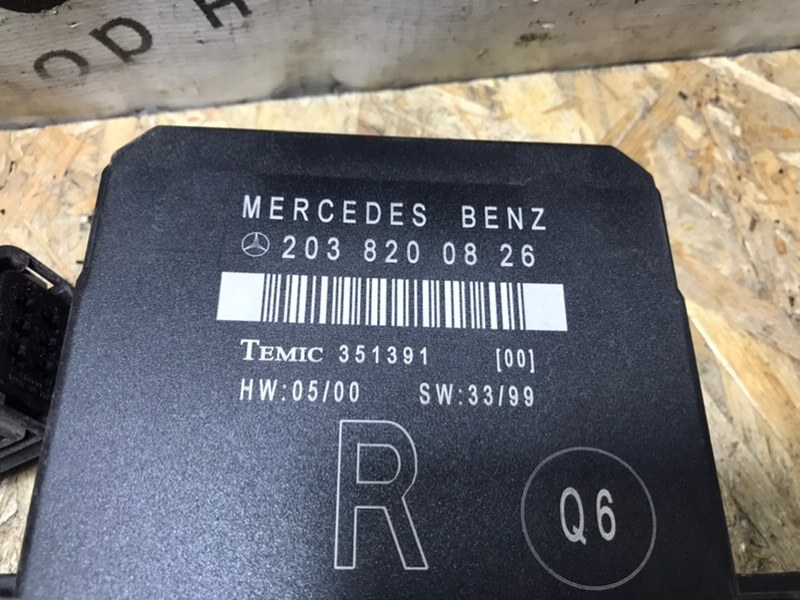 MERCEDES BENZ
203 820 08 26
TEMIC 351391 [00]
HW:05/00 SW:33/99
R
Q6